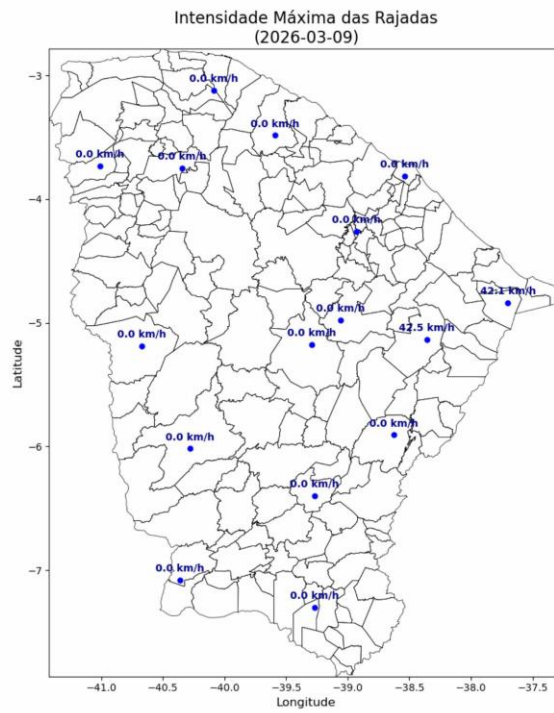 Intensidade Máxima das Rajadas
(2026-03-09)
−3
0.0 km/h
0.0 km/h
0.0 km/h
0.0 km/h
0.0 km/h
−4
0.0 km/h
42.1 km/h
0.0 km/h
−5
0.0 km/h
0.0 km/h
42.5 km/h
Latitude
0.0 km/h
0.0 km/h
−6
0.0 km/h
−7
0.0 km/h
0.0 km/h
−41.0
−40.5
−40.0
−39.5
−39.0
−38.5
−38.0
−37.5
Longitude